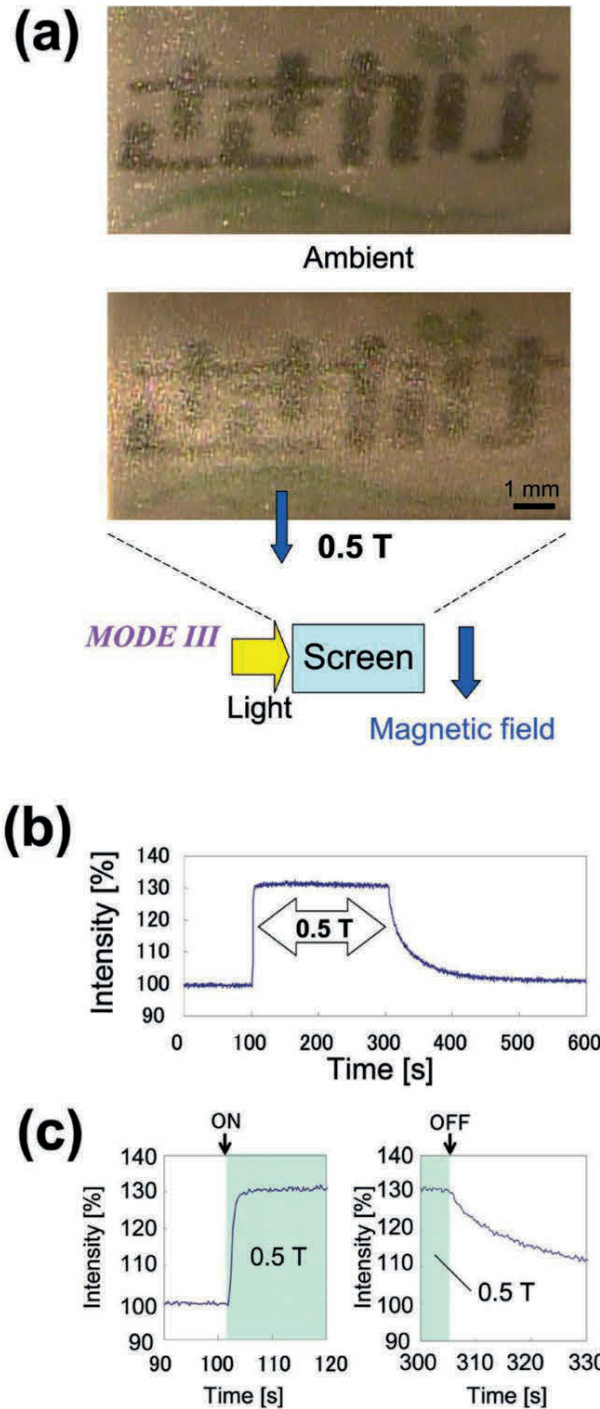 (a)
Ambient
1 mm
0.5 T
MODE III
Screen
Light
Magnetic field
(b)
Intensity [%]
140
130
120
110
100
90
0.5 T
0 100 200 300 400 500 600
Time [s]
(c)
ON
Intensity [%]
140
130
120
110
100
90
0.5 T
90 100 110 120
Time [s]
OFF
Intensity [%]
140
130
120
110
100
90
0.5 T
300 310 320 330
Time [s]